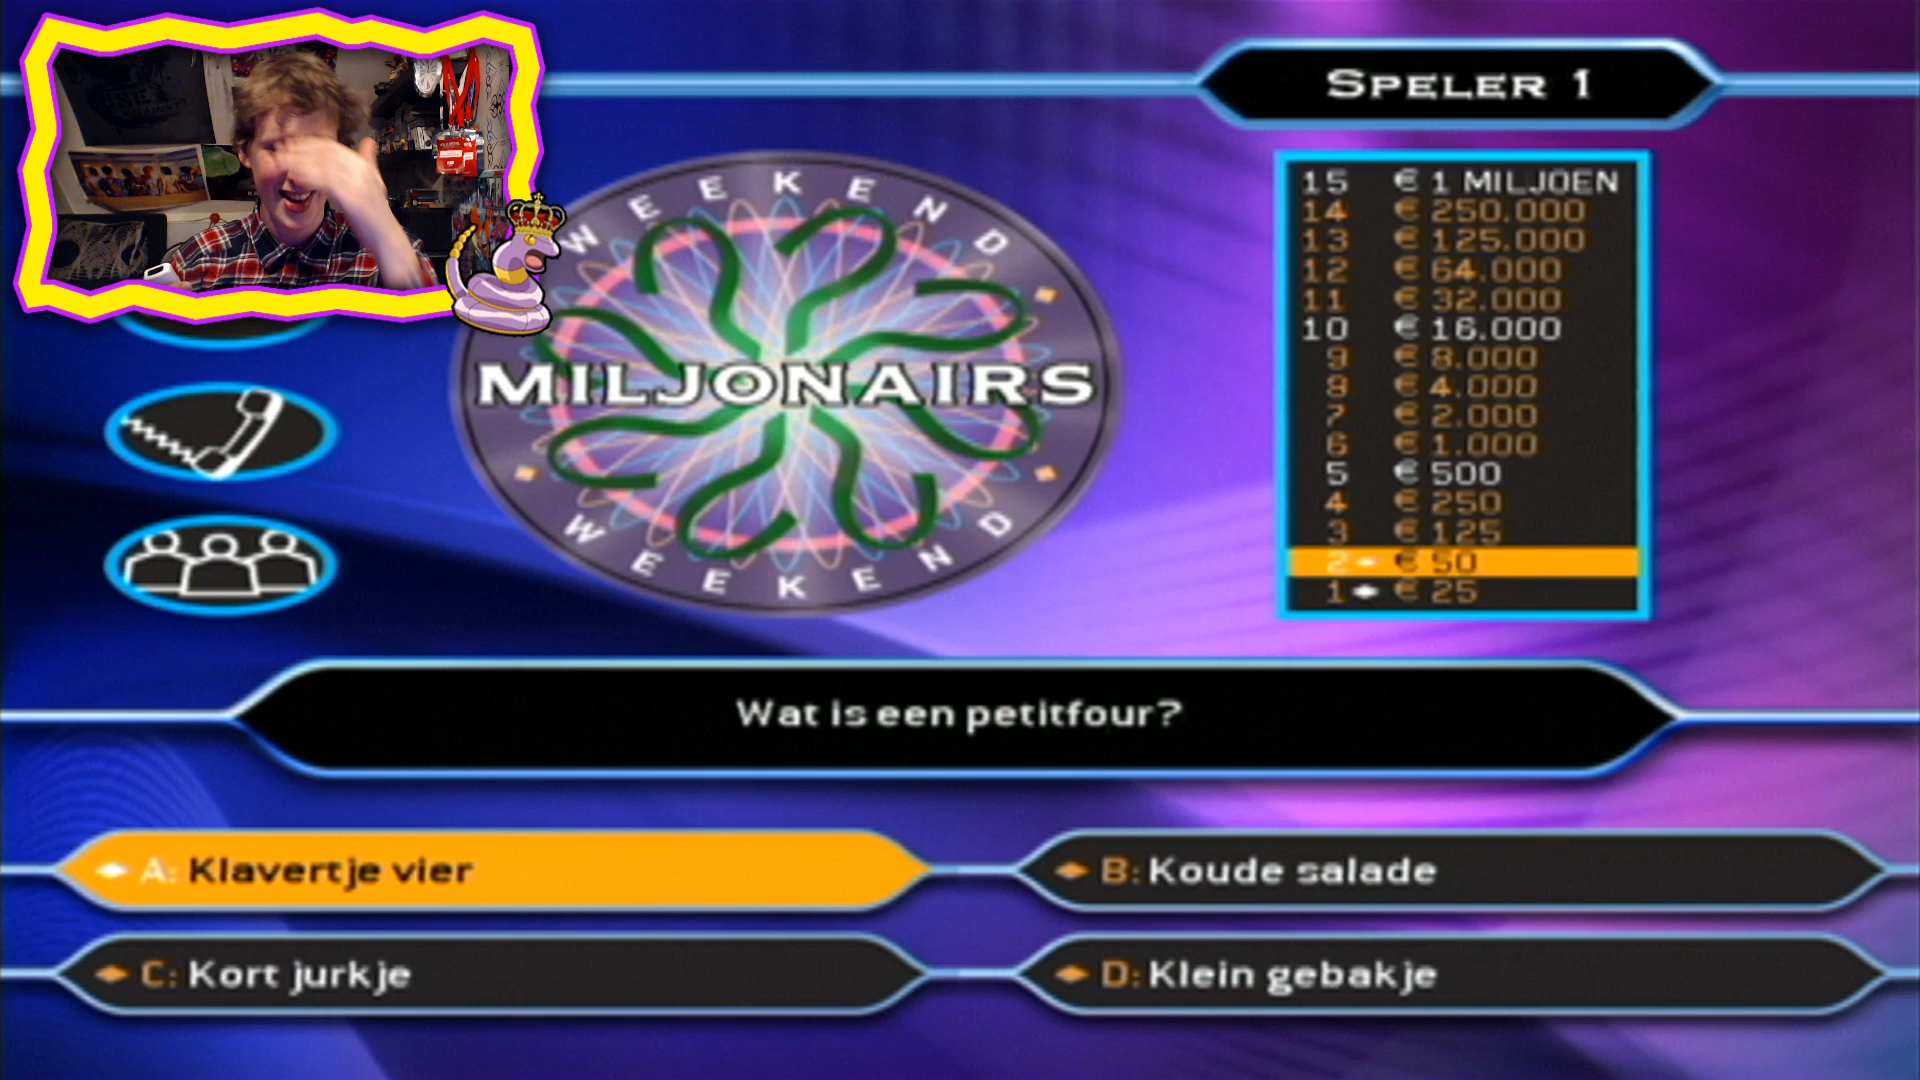 SPELER 1
WEEKEND
MILJONAIRS
WEEKEND
15 € 1 MILJOEN
14 € 250.000
13 € 125.000
12 € 64.000
11 € 32.000
10 € 16.000
9 € 8.000
8 € 4.000
7 € 2.000
6 € 1.000
5 € 500
4 € 250
3 € 125
2 € 50
1 € 25
Wat is een petitfour?
A: Klavertje vier
B: Koude salade
C: Kort jurkje
D: Klein gebakje